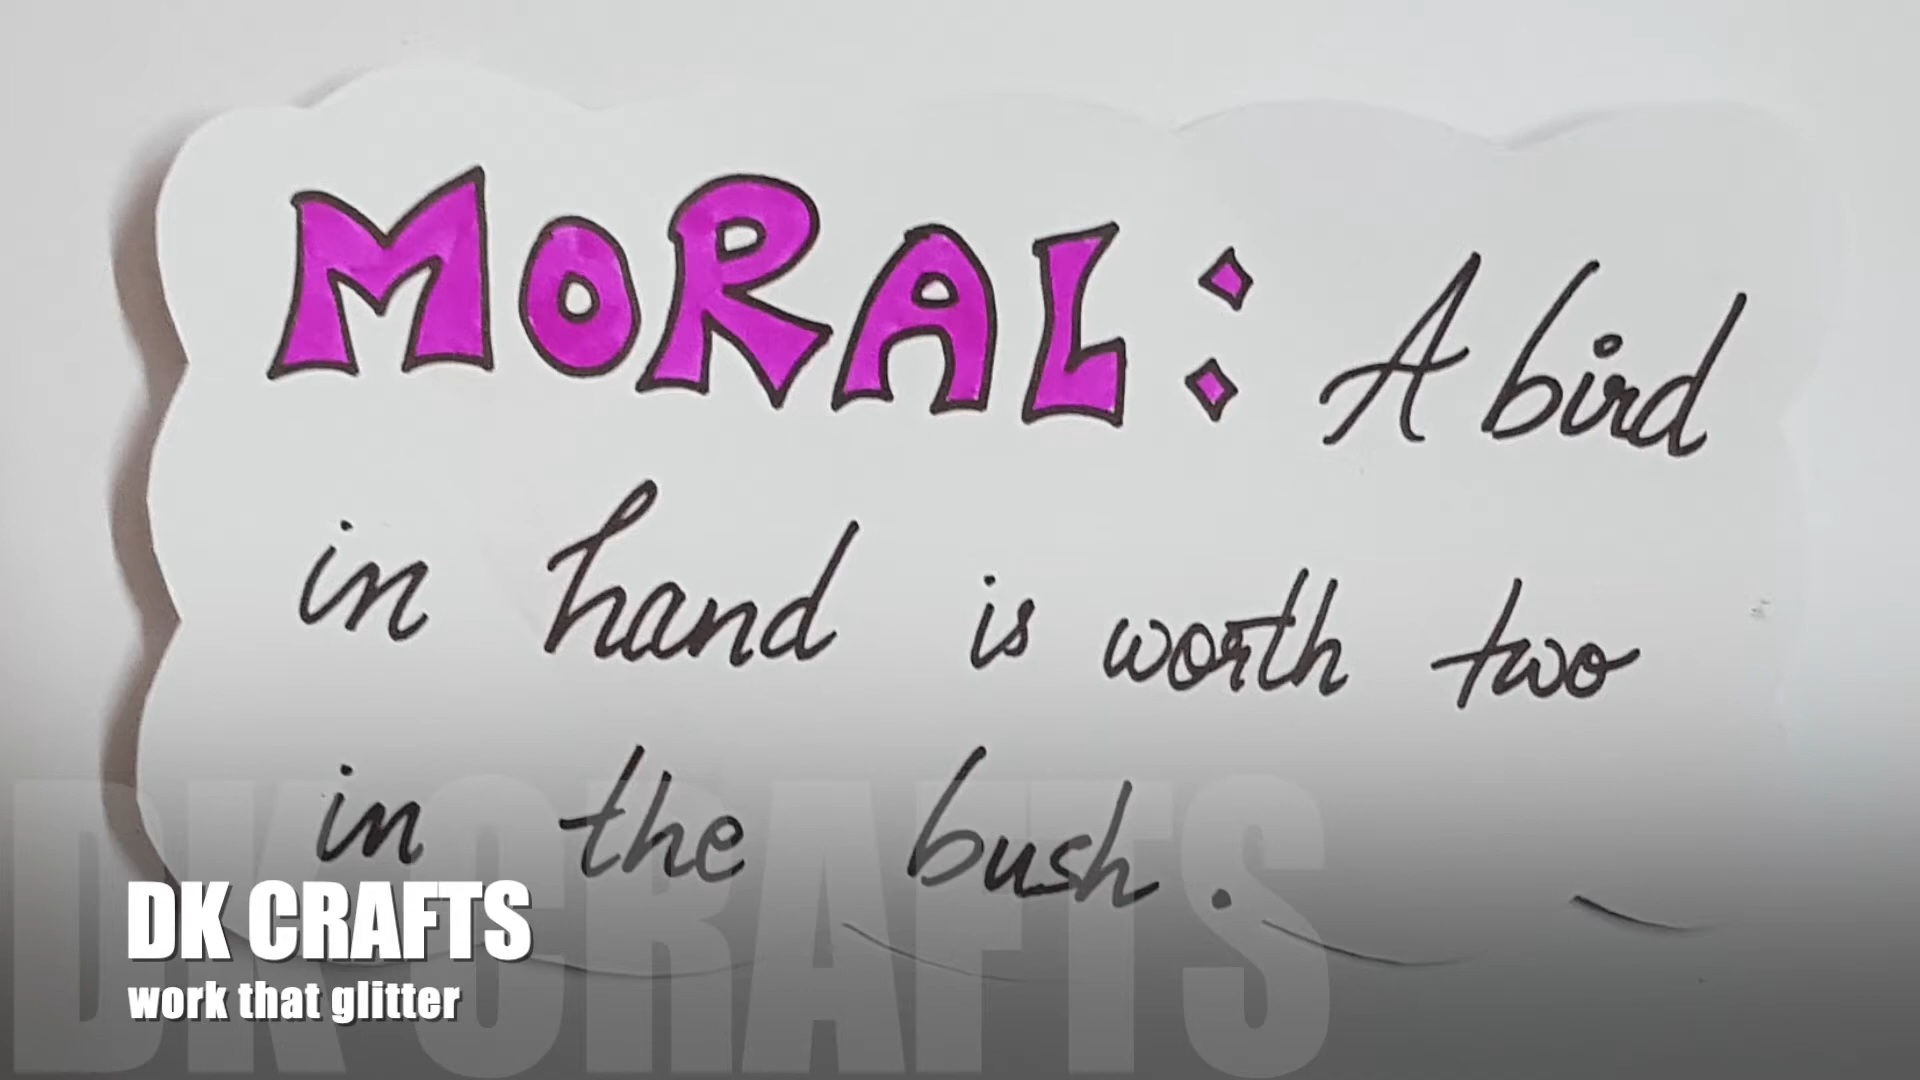 MORAL: A bird
in hand is worth two
in the bush.
DK CRAFTS
DK CRAFTS
work that glitter